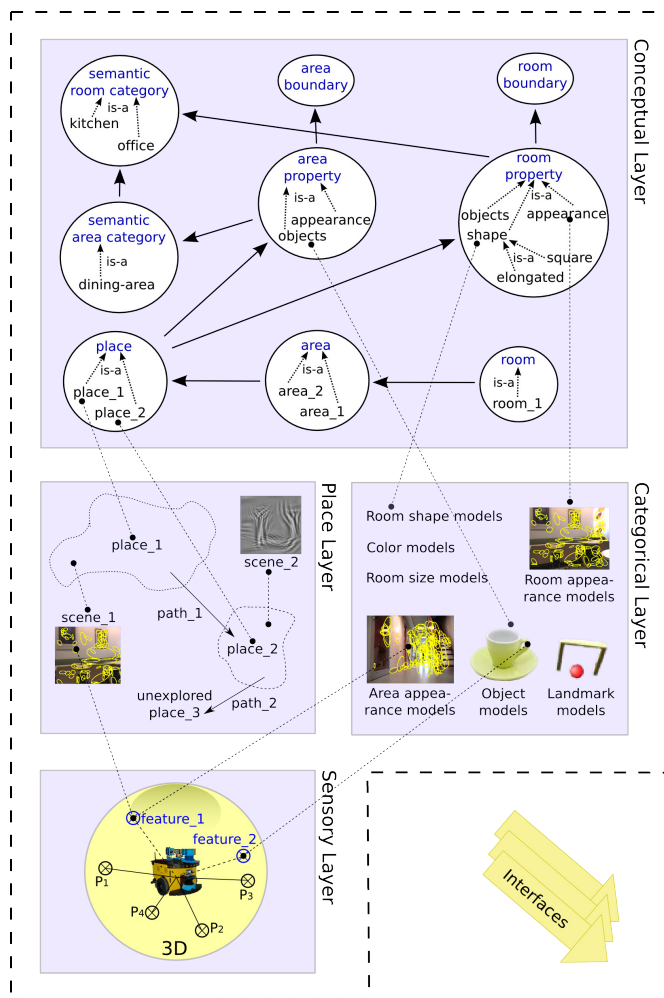 Conceptual Layer
semantic
room category
is-a
kitchen
office
area
boundary
room
boundary
area
property
is-a
appearance
objects
room
property
is-a
objects
appearance
shape
is-a
square
elongated
semantic
area category
is-a
dining-area
place
is-a
place_1
place_2
area
is-a
area_2
area_1
room
is-a
room_1
Place Layer
place_1
scene_2
scene_1
path_1
place_2
unexplored
place_3
path_2
Categorical Layer
Room shape models
Color models
Room size models
Room appea-
rance models
Area appea-
rance models
Object
models
Landmark
models
Sensory Layer
feature_1
feature_2
P1
P3
P4
P2
3D
Interfaces